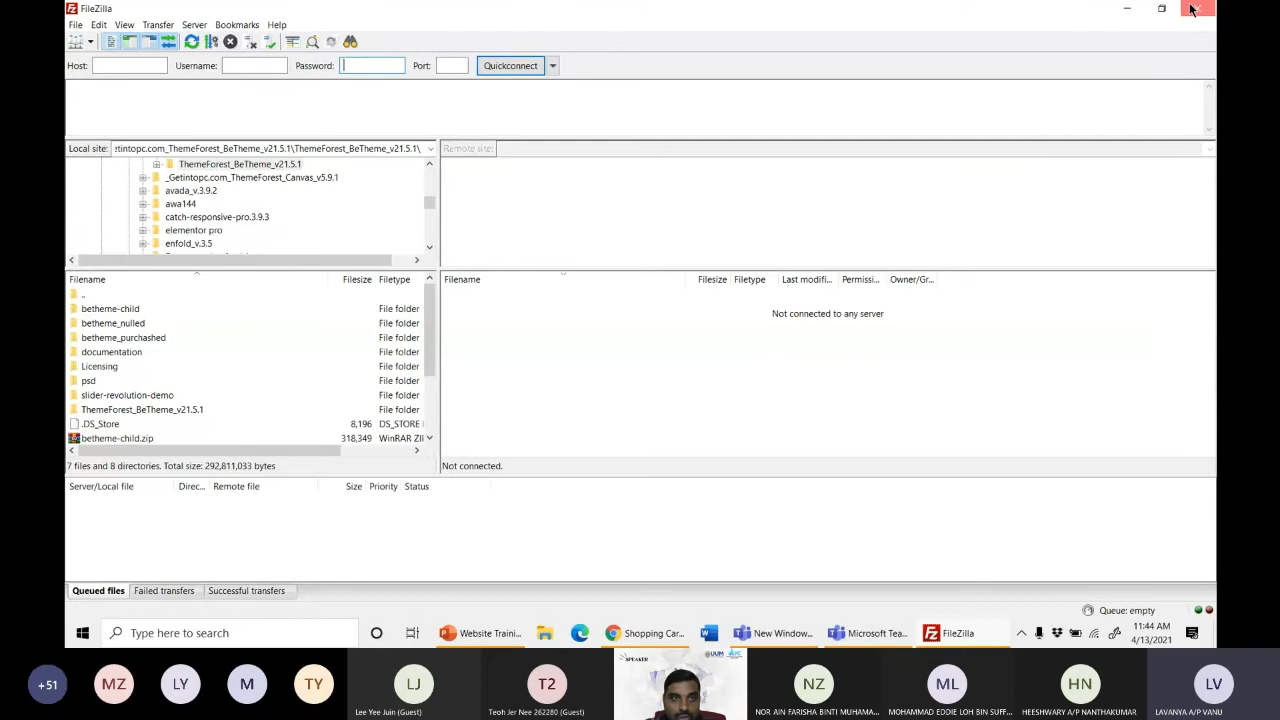 FileZilla
File Edit View Transfer Server Bookmarks Help
Host: Username: Password: Port: Quickconnect
Local site: :tintopc.com_ThemeForest_BeTheme_v21.5.1\ThemeForest_BeTheme_v21.5.1\
Remote site:
ThemeForest_BeTheme_v21.5.1
_Getintopc.com_ThemeForest_Canvas_v5.9.1
avada_v.3.9.2
awa144
catch-responsive-pro.3.9.3
elementor pro
enfold_v.3.5
Filename Filesize Filetype
..
betheme-child File folder
betheme_nulled File folder
betheme_purchashed File folder
documentation File folder
Licensing File folder
psd File folder
slider-revolution-demo File folder
ThemeForest_BeTheme_v21.5.1 File folder
.DS_Store 8,196 DS_STORE
betheme-child.zip 318,349 WinRAR ZI
7 files and 8 directories. Total size: 292,811,033 bytes
Filename Filesize Filetype Last modifi... Permissi... Owner/Gr...
Not connected to any server
Not connected.
Server/Local file Direc... Remote file Size Priority Status
Queued files Failed transfers Successful transfers
Queue: empty
Type here to search
Website Traini...
Shopping Car...
New Window...
Microsoft Tea...
FileZilla
11:44 AM
4/13/2021
+51 MZ LY M TY LJ T2 NZ ML HN LV
SPEAKER
UUM
Lee Yee Juin (Guest)
Teoh Jer Nee 262280 (Guest)
NOR AIN FARISHA BINTI MUHAMA...
MOHAMMAD EDDIE LOH BIN SUFF...
HEESHWARY A/P NANTHAKUMAR
LAVANYA A/P VANU